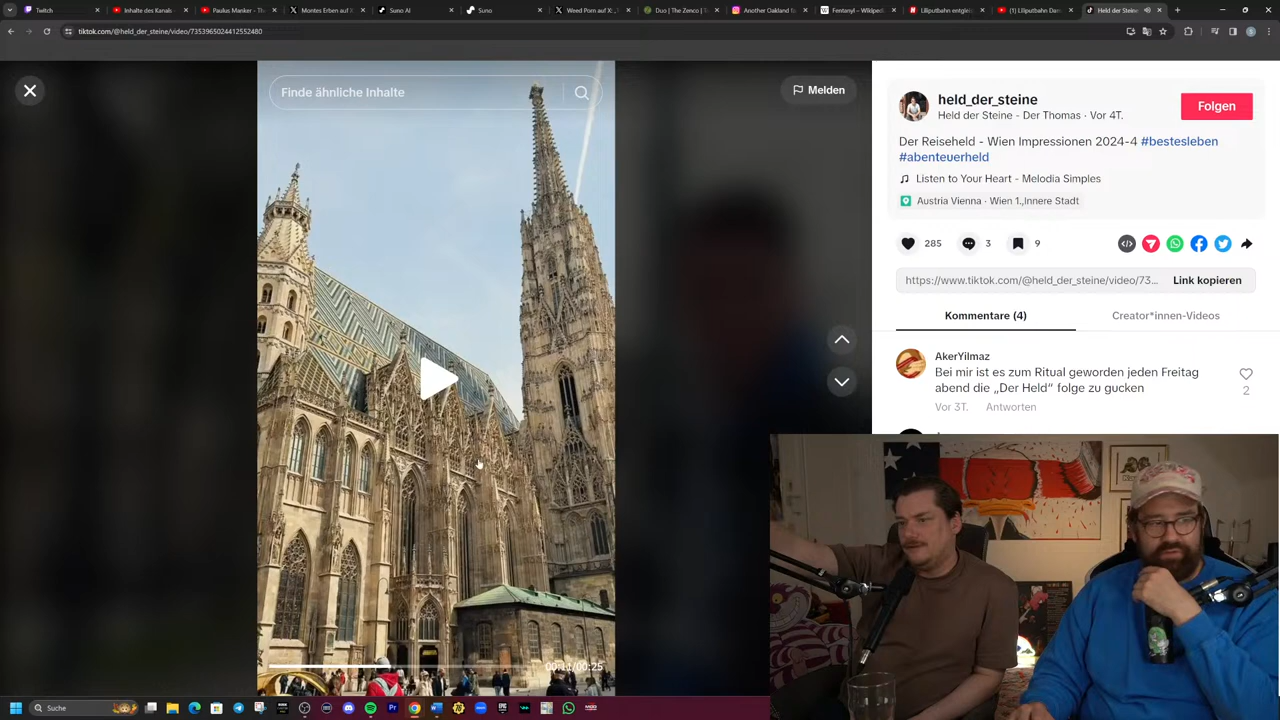 Twitch
Inhalte des Kanals
Paulus Manker - Th
Montes Erben auf X
Suno AI
Suno
Weed Porn auf X:
Duo | The Zenco | T
Another Oakland B
Fentanyl – Wikiped
Liliputbahn entglei
(1) Liliputbahn Dam
Held der Steine
tiktok.com/@held_der_steine/video/7353965024412552480
Finde ähnliche Inhalte
Melden
00:11/00:25
held_der_steine
Held der Steine - Der Thomas · Vor 4T.
Folgen
Der Reiseheld - Wien Impressionen 2024-4 #bestesleben
#abenteuerheld
Listen to Your Heart - Melodia Simples
Austria Vienna · Wien 1.,Innere Stadt
285
3
9
https://www.tiktok.com/@held_der_steine/video/73...
Link kopieren
Kommentare (4)
Creator*innen-Videos
AkerYilmaz
Bei mir ist es zum Ritual geworden jeden Freitag
abend die „Der Held“ folge zu gucken
2
Vor 3T.
Antworten
Suche